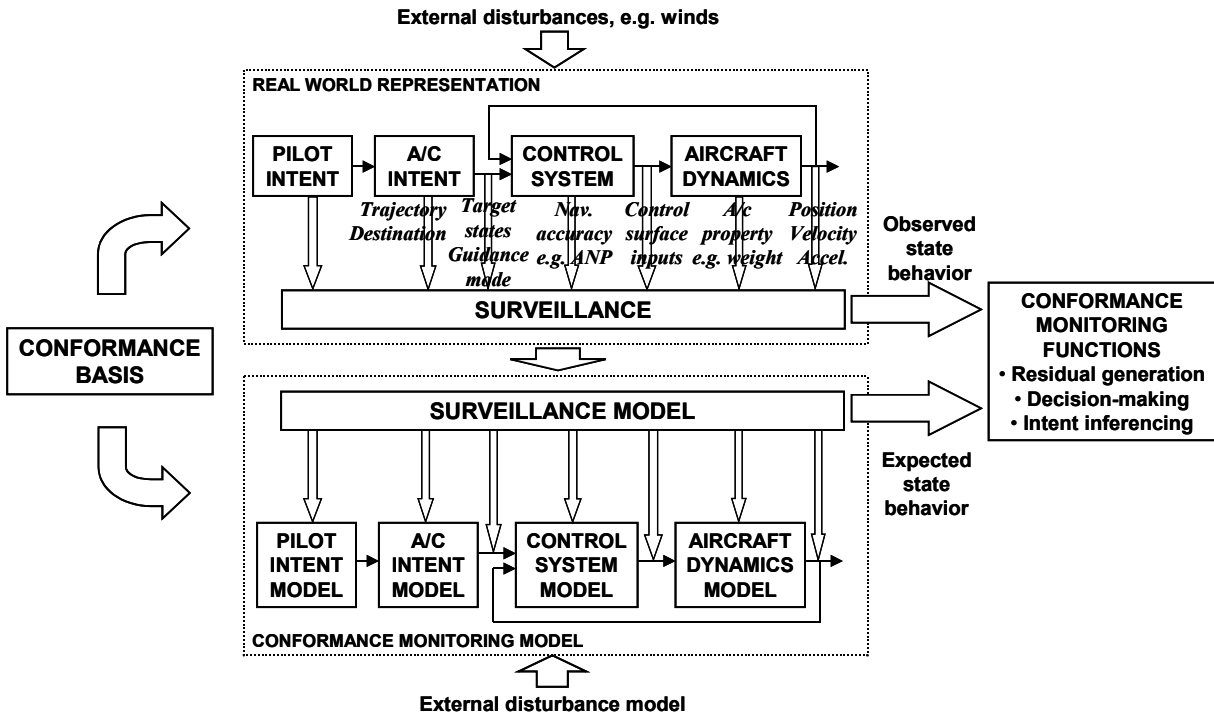 External disturbances, e.g. winds
REAL WORLD REPRESENTATION
PILOT
INTENT
A/C
INTENT
CONTROL
SYSTEM
AIRCRAFT
DYNAMICS
Trajectory
Destination
Target
states
Guidance
mode
Nav.
accuracy
e.g. ANP
Control
surface
inputs
A/c
property
e.g. weight
Position
Velocity
Accel.
SURVEILLANCE
Observed
state
behavior
CONFORMANCE
BASIS
CONFORMANCE
MONITORING
FUNCTIONS
• Residual generation
• Decision-making
• Intent inferencing
SURVEILLANCE MODEL
Expected
state
behavior
PILOT
INTENT
MODEL
A/C
INTENT
MODEL
CONTROL
SYSTEM
MODEL
AIRCRAFT
DYNAMICS
MODEL
CONFORMANCE MONITORING MODEL
External disturbance model